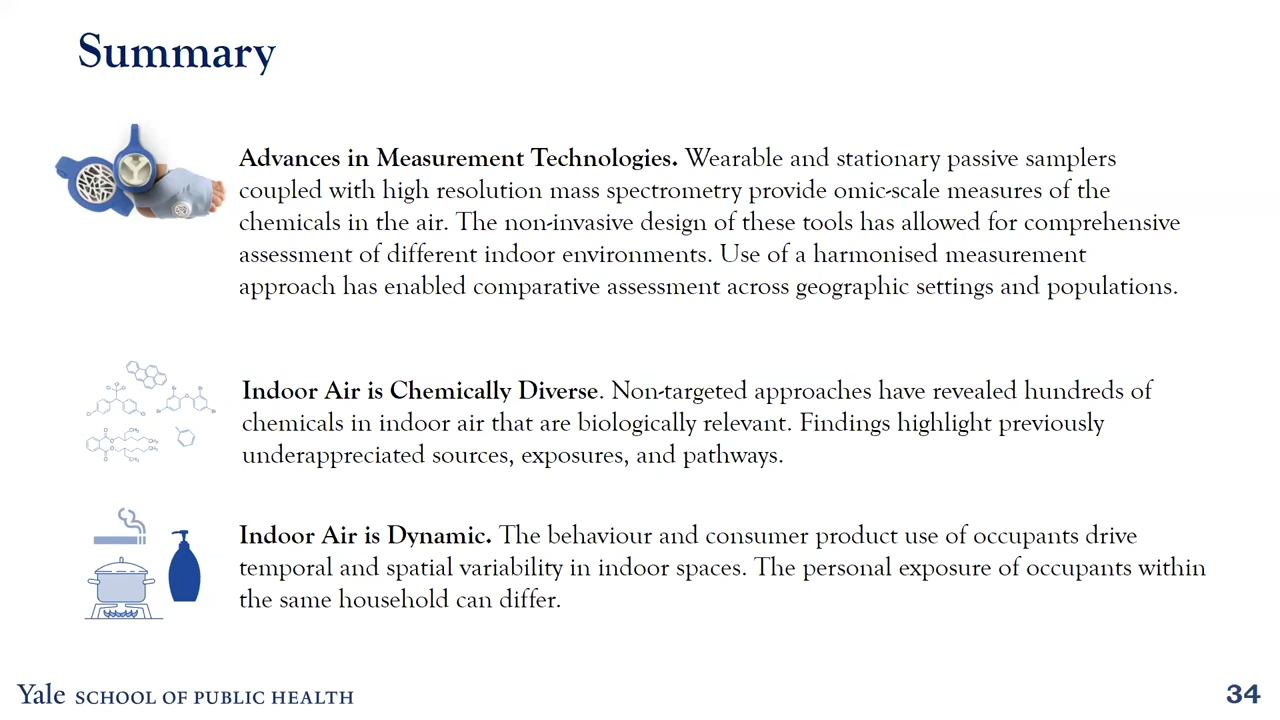 Summary
Advances in Measurement Technologies. Wearable and stationary passive samplers
coupled with high resolution mass spectrometry provide omic-scale measures of the
chemicals in the air. The non-invasive design of these tools has allowed for comprehensive
assessment of different indoor environments. Use of a harmonised measurement
approach has enabled comparative assessment across geographic settings and populations.
Indoor Air is Chemically Diverse. Non-targeted approaches have revealed hundreds of
chemicals in indoor air that are biologically relevant. Findings highlight previously
underappreciated sources, exposures, and pathways.
Indoor Air is Dynamic. The behaviour and consumer product use of occupants drive
temporal and spatial variability in indoor spaces. The personal exposure of occupants within
the same household can differ.
Yale SCHOOL OF PUBLIC HEALTH
34